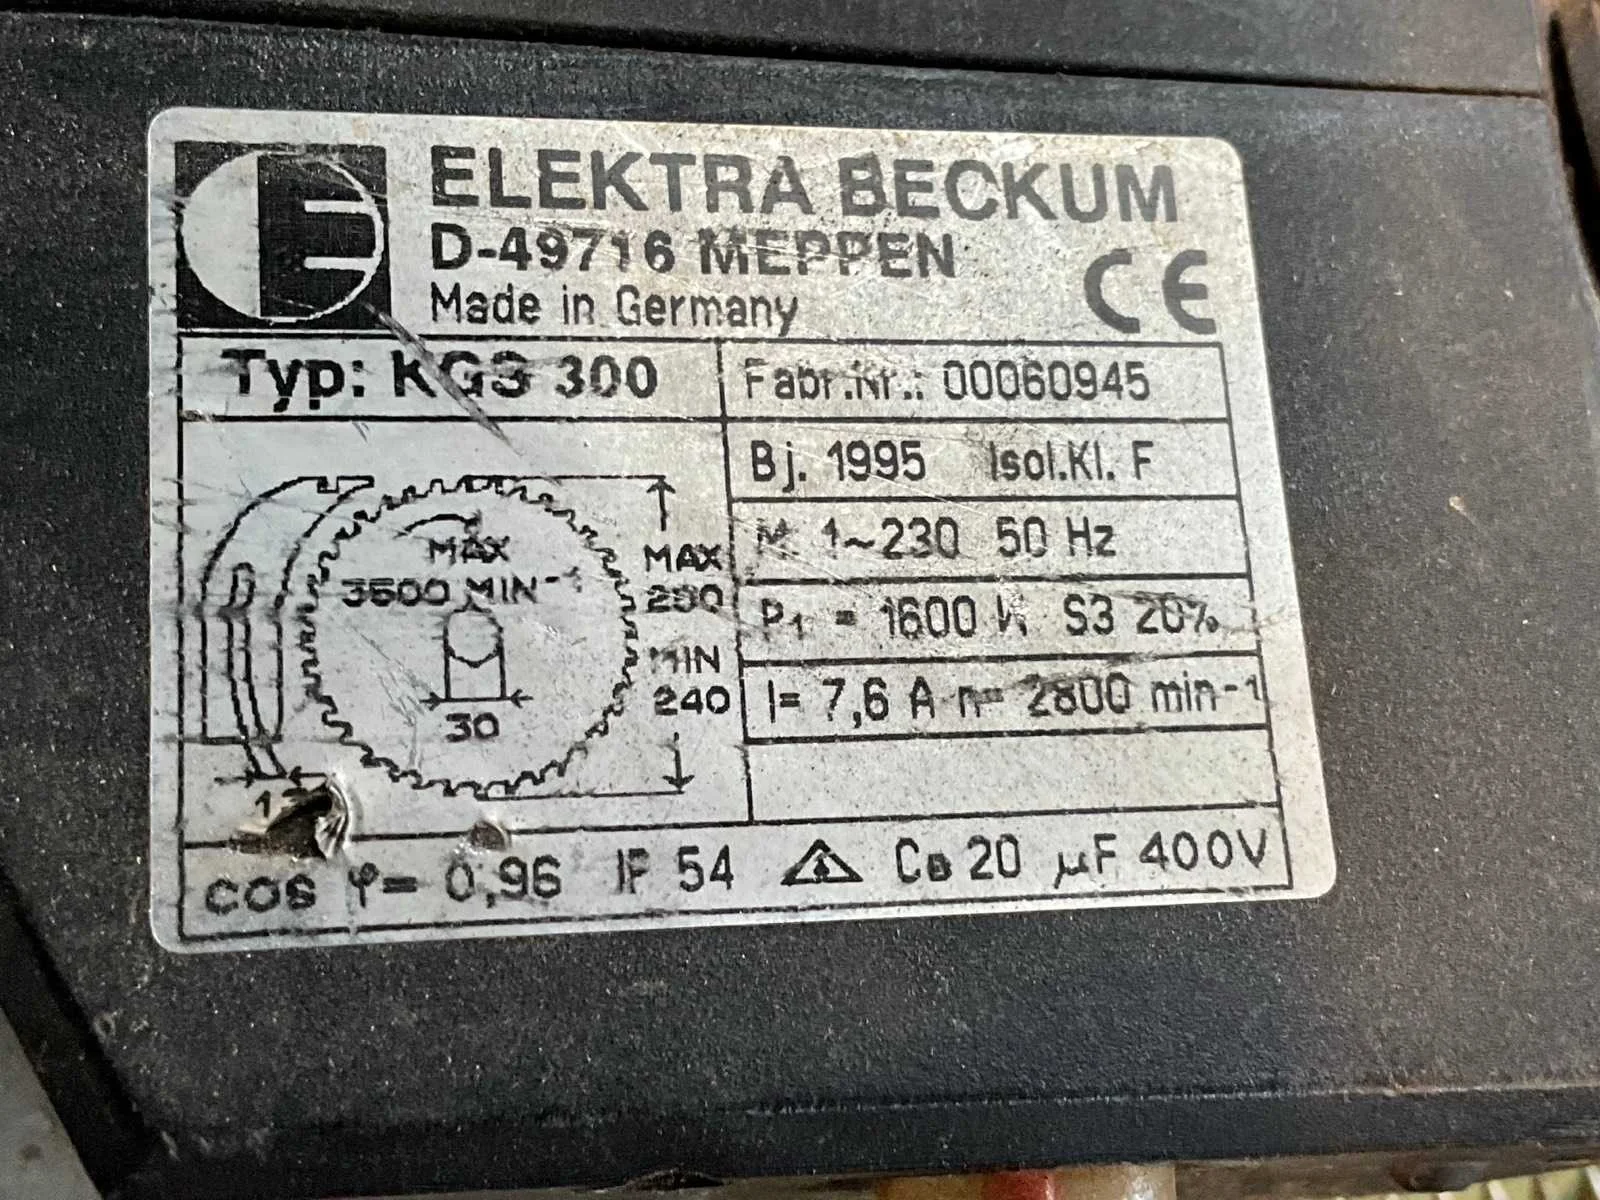 ELEKTRA BECKUM
D-49716 MEPPEN
Made in Germany
CE
Typ: KGS 300
Fabr.Nr.: 00060945
Bj. 1995 Isol.Kl. F
M 1~230 50 Hz
P1 = 1600 W S3 20%
I= 7,6 A n= 2800 min-1
MAX
3500 MIN-1
30
MAX
MIN
240
cos φ= 0,96 IP 54 CB 20 µF 400V